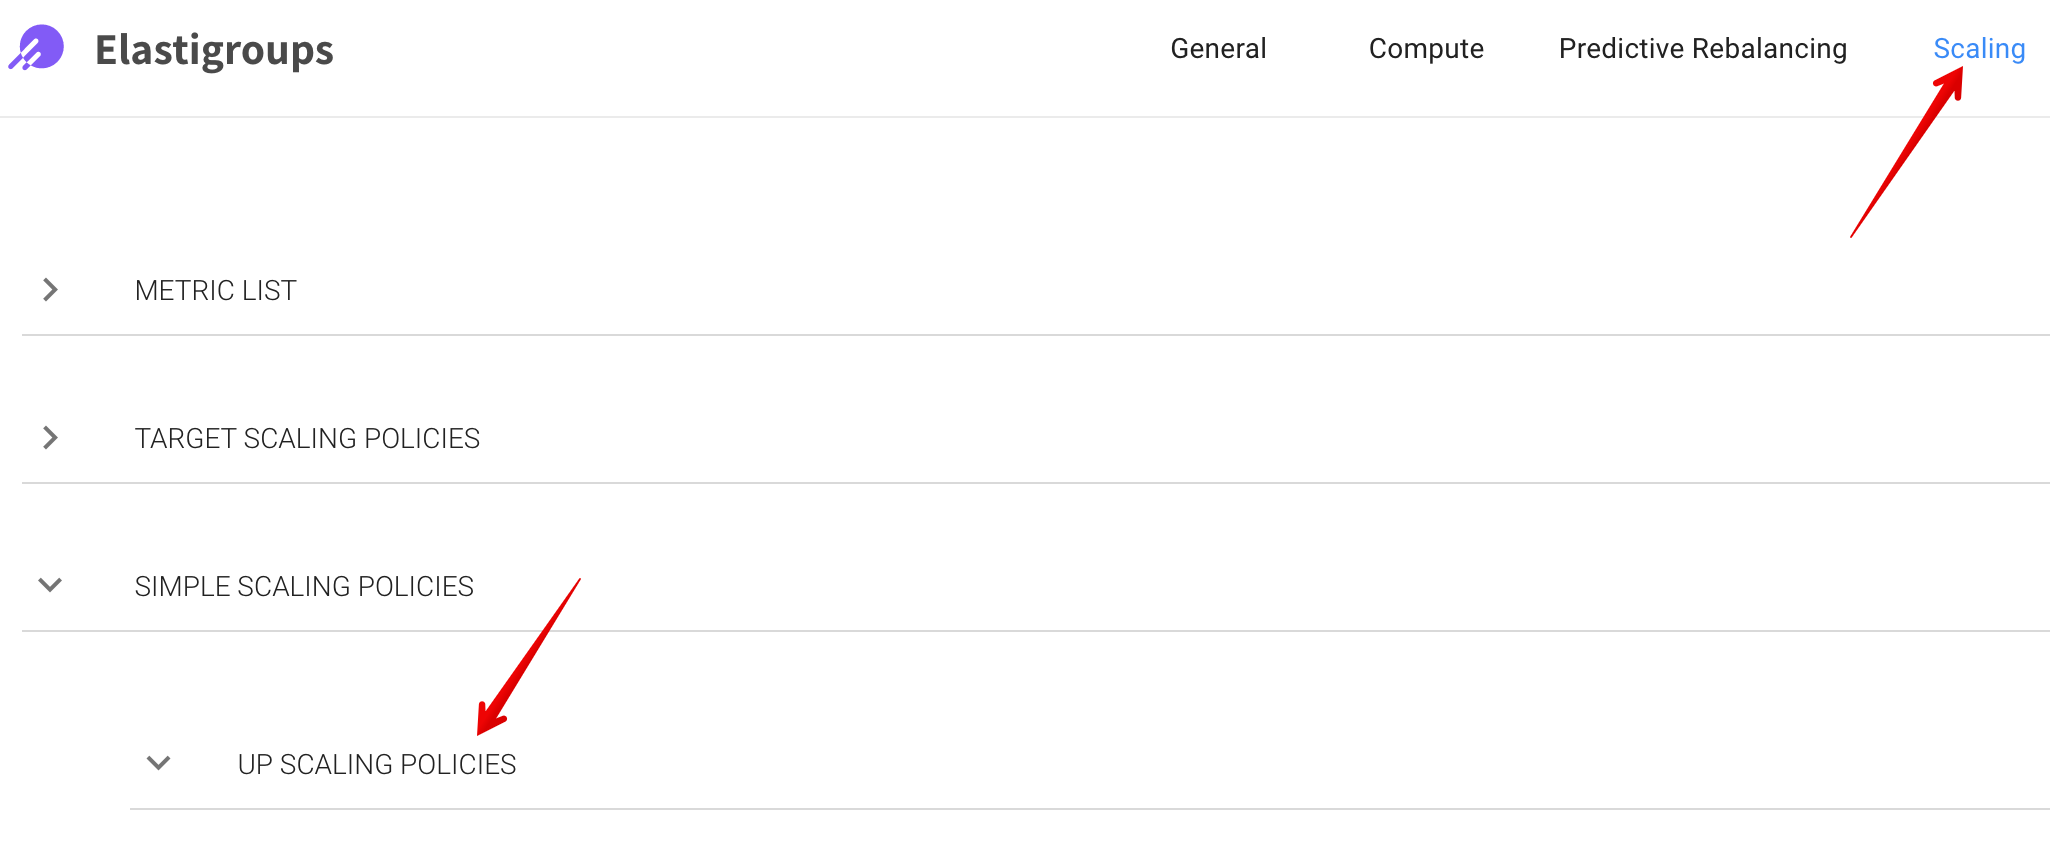 Elastigroups General Compute Predictive Rebalancing Scaling
METRIC LIST
TARGET SCALING POLICIES
SIMPLE SCALING POLICIES
UP SCALING POLICIES